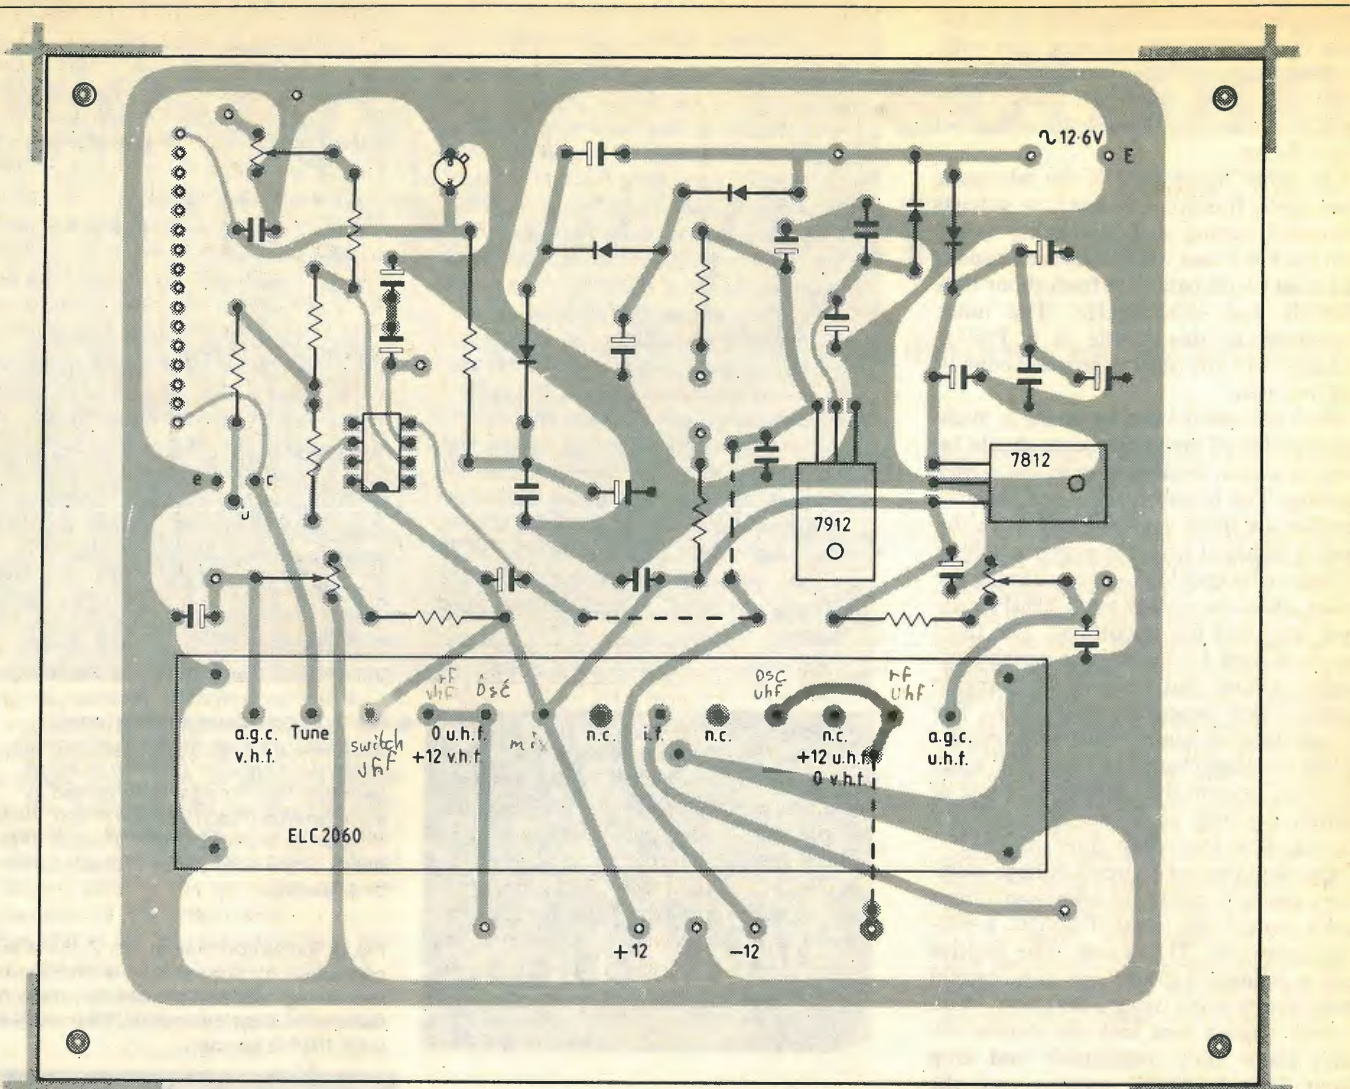 ∿ 12·6V
E
7812
e
c
7912
rf
vhf
osc
osc
uhf
rf
uhf
a.g.c.
v.h.f.
Tune
switch
vhf
0 u.h.f.
+12 v.h.f.
mix
n.c.
i.f.
n.c.
n.c.
+12 u.h.f.
0 v.h.f.
a.g.c.
u.h.f.
ELC2060
+12
-12